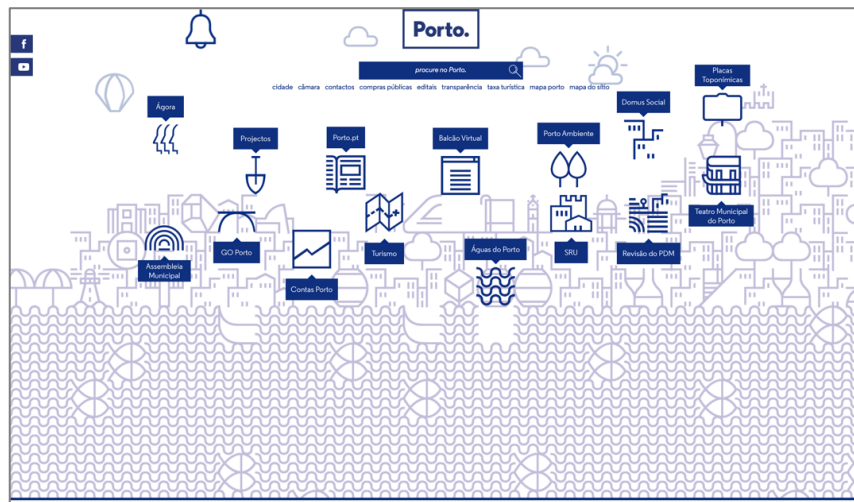 Porto.
f
procure no Porto.
cidade câmara contactos compras públicas editais transparência taxa turística mapa porto mapa do sítio
Placas
Toponímicas
Ágora
Domus Social
Projectos
Porto.pt
Balcão Virtual
Porto Ambiente
Teatro Municipal
do Porto
Assembleia
Municipal
GO Porto
Turismo
Águas do Porto
SRU
Revisão do PDM
Contas Porto